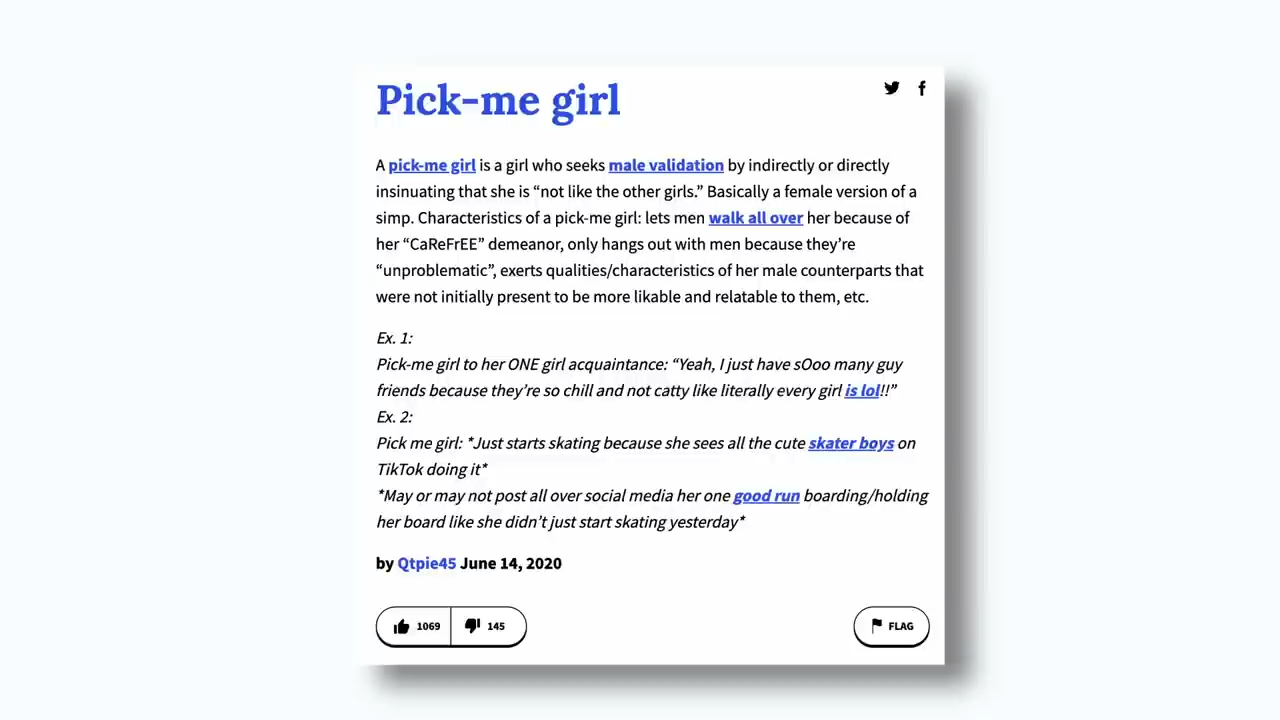 Pick-me girl
A pick-me girl is a girl who seeks male validation by indirectly or directly
insinuating that she is “not like the other girls.” Basically a female version of a
simp. Characteristics of a pick-me girl: lets men walk all over her because of
her “CaReFrEE” demeanor, only hangs out with men because they’re
“unproblematic”, exerts qualities/characteristics of her male counterparts that
were not initially present to be more likable and relatable to them, etc.
Ex. 1:
Pick-me girl to her ONE girl acquaintance: “Yeah, I just have sOoo many guy
friends because they’re so chill and not catty like literally every girl is lol!!”
Ex. 2:
Pick me girl: *Just starts skating because she sees all the cute skater boys on
TikTok doing it*
*May or may not post all over social media her one good run boarding/holding
her board like she didn’t just start skating yesterday*
by Qtpie45 June 14, 2020
1069 145 FLAG